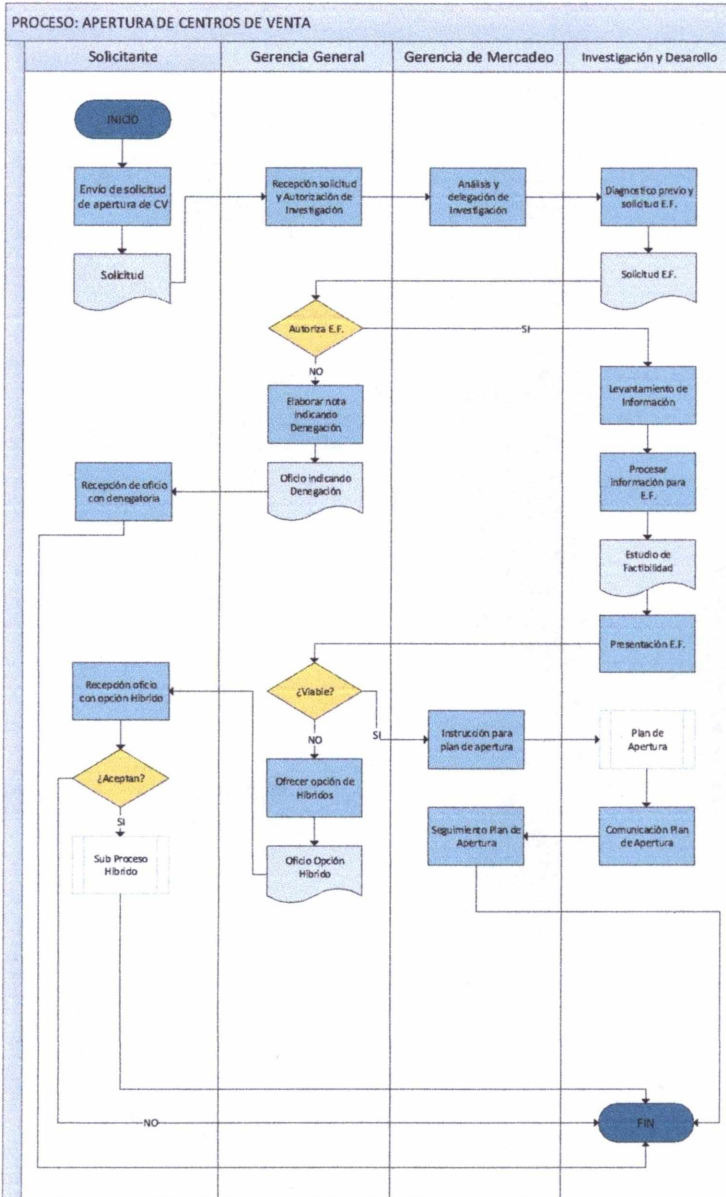 PROCESO: APERTURA DE CENTROS DE VENTA
Solicitante
Gerencia General
Gerencia de Mercadeo
Investigación y Desarollo
INICIO
Envío de solicitud
de apertura de CV
Recepción solicitud
y Autorización de
Investigación
Análisis y
delegación de
Investigación
Diagnostico previo y
solicitud E.F.
Solicitud
Solicitud E.F.
Autoriza E.F.
SI
NO
Levantamiento de
Información
Elaborar nota
indicando
Denegación
Recepción de oficio
con denegatoria
Oficio indicando
Denegación
Procesar
información para
E.F.
Estudio de
Factibilidad
Presentación E.F.
Recepción oficio
con opción Hibrido
¿Viable?
SI
NO
Instrucción para
plan de apertura
Plan de
Apertura
¿Aceptan?
SI
Ofrecer opción de
Hibridos
Seguimiento Plan de
Apertura
Comunicación Plan
de Apertura
Sub Proceso
Hibrido
Oficio Opción
Hibrido
NO
FIN